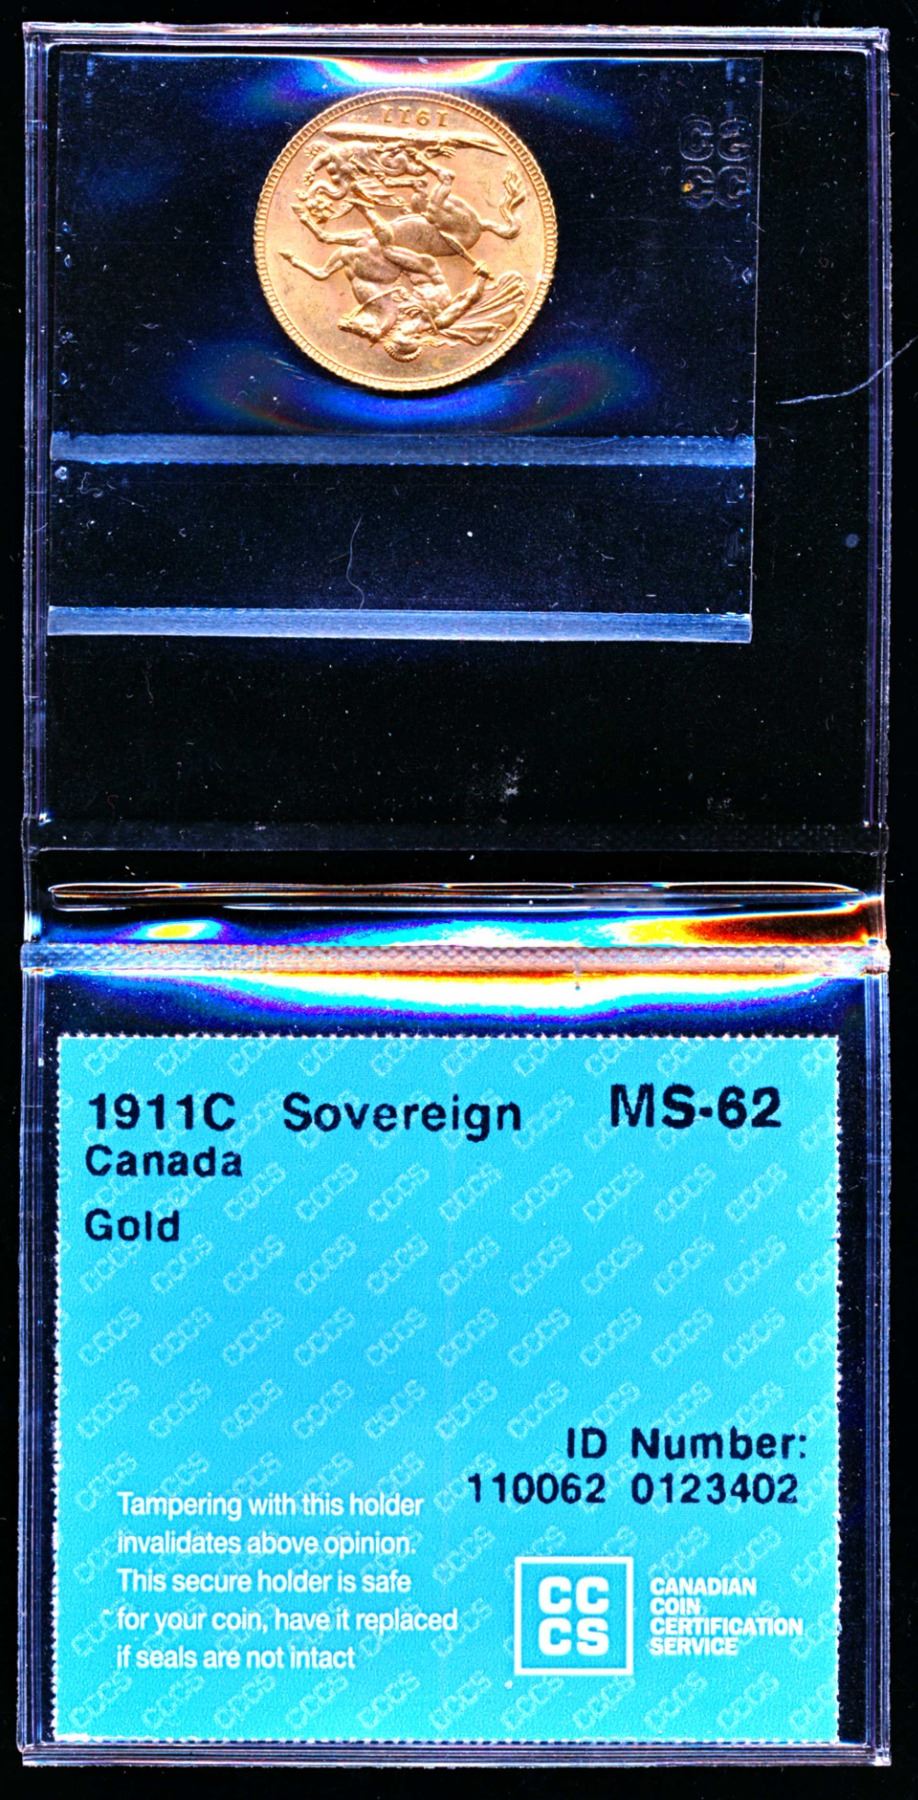 1911
CC
CS
1911C Sovereign MS-62
Canada
Gold
ID Number:
110062 0123402
Tampering with this holder
invalidates above opinion.
This secure holder is safe
for your coin, have it replaced
if seals are not intact
CC
CS
CANADIAN
COIN
CERTIFICATION
SERVICE